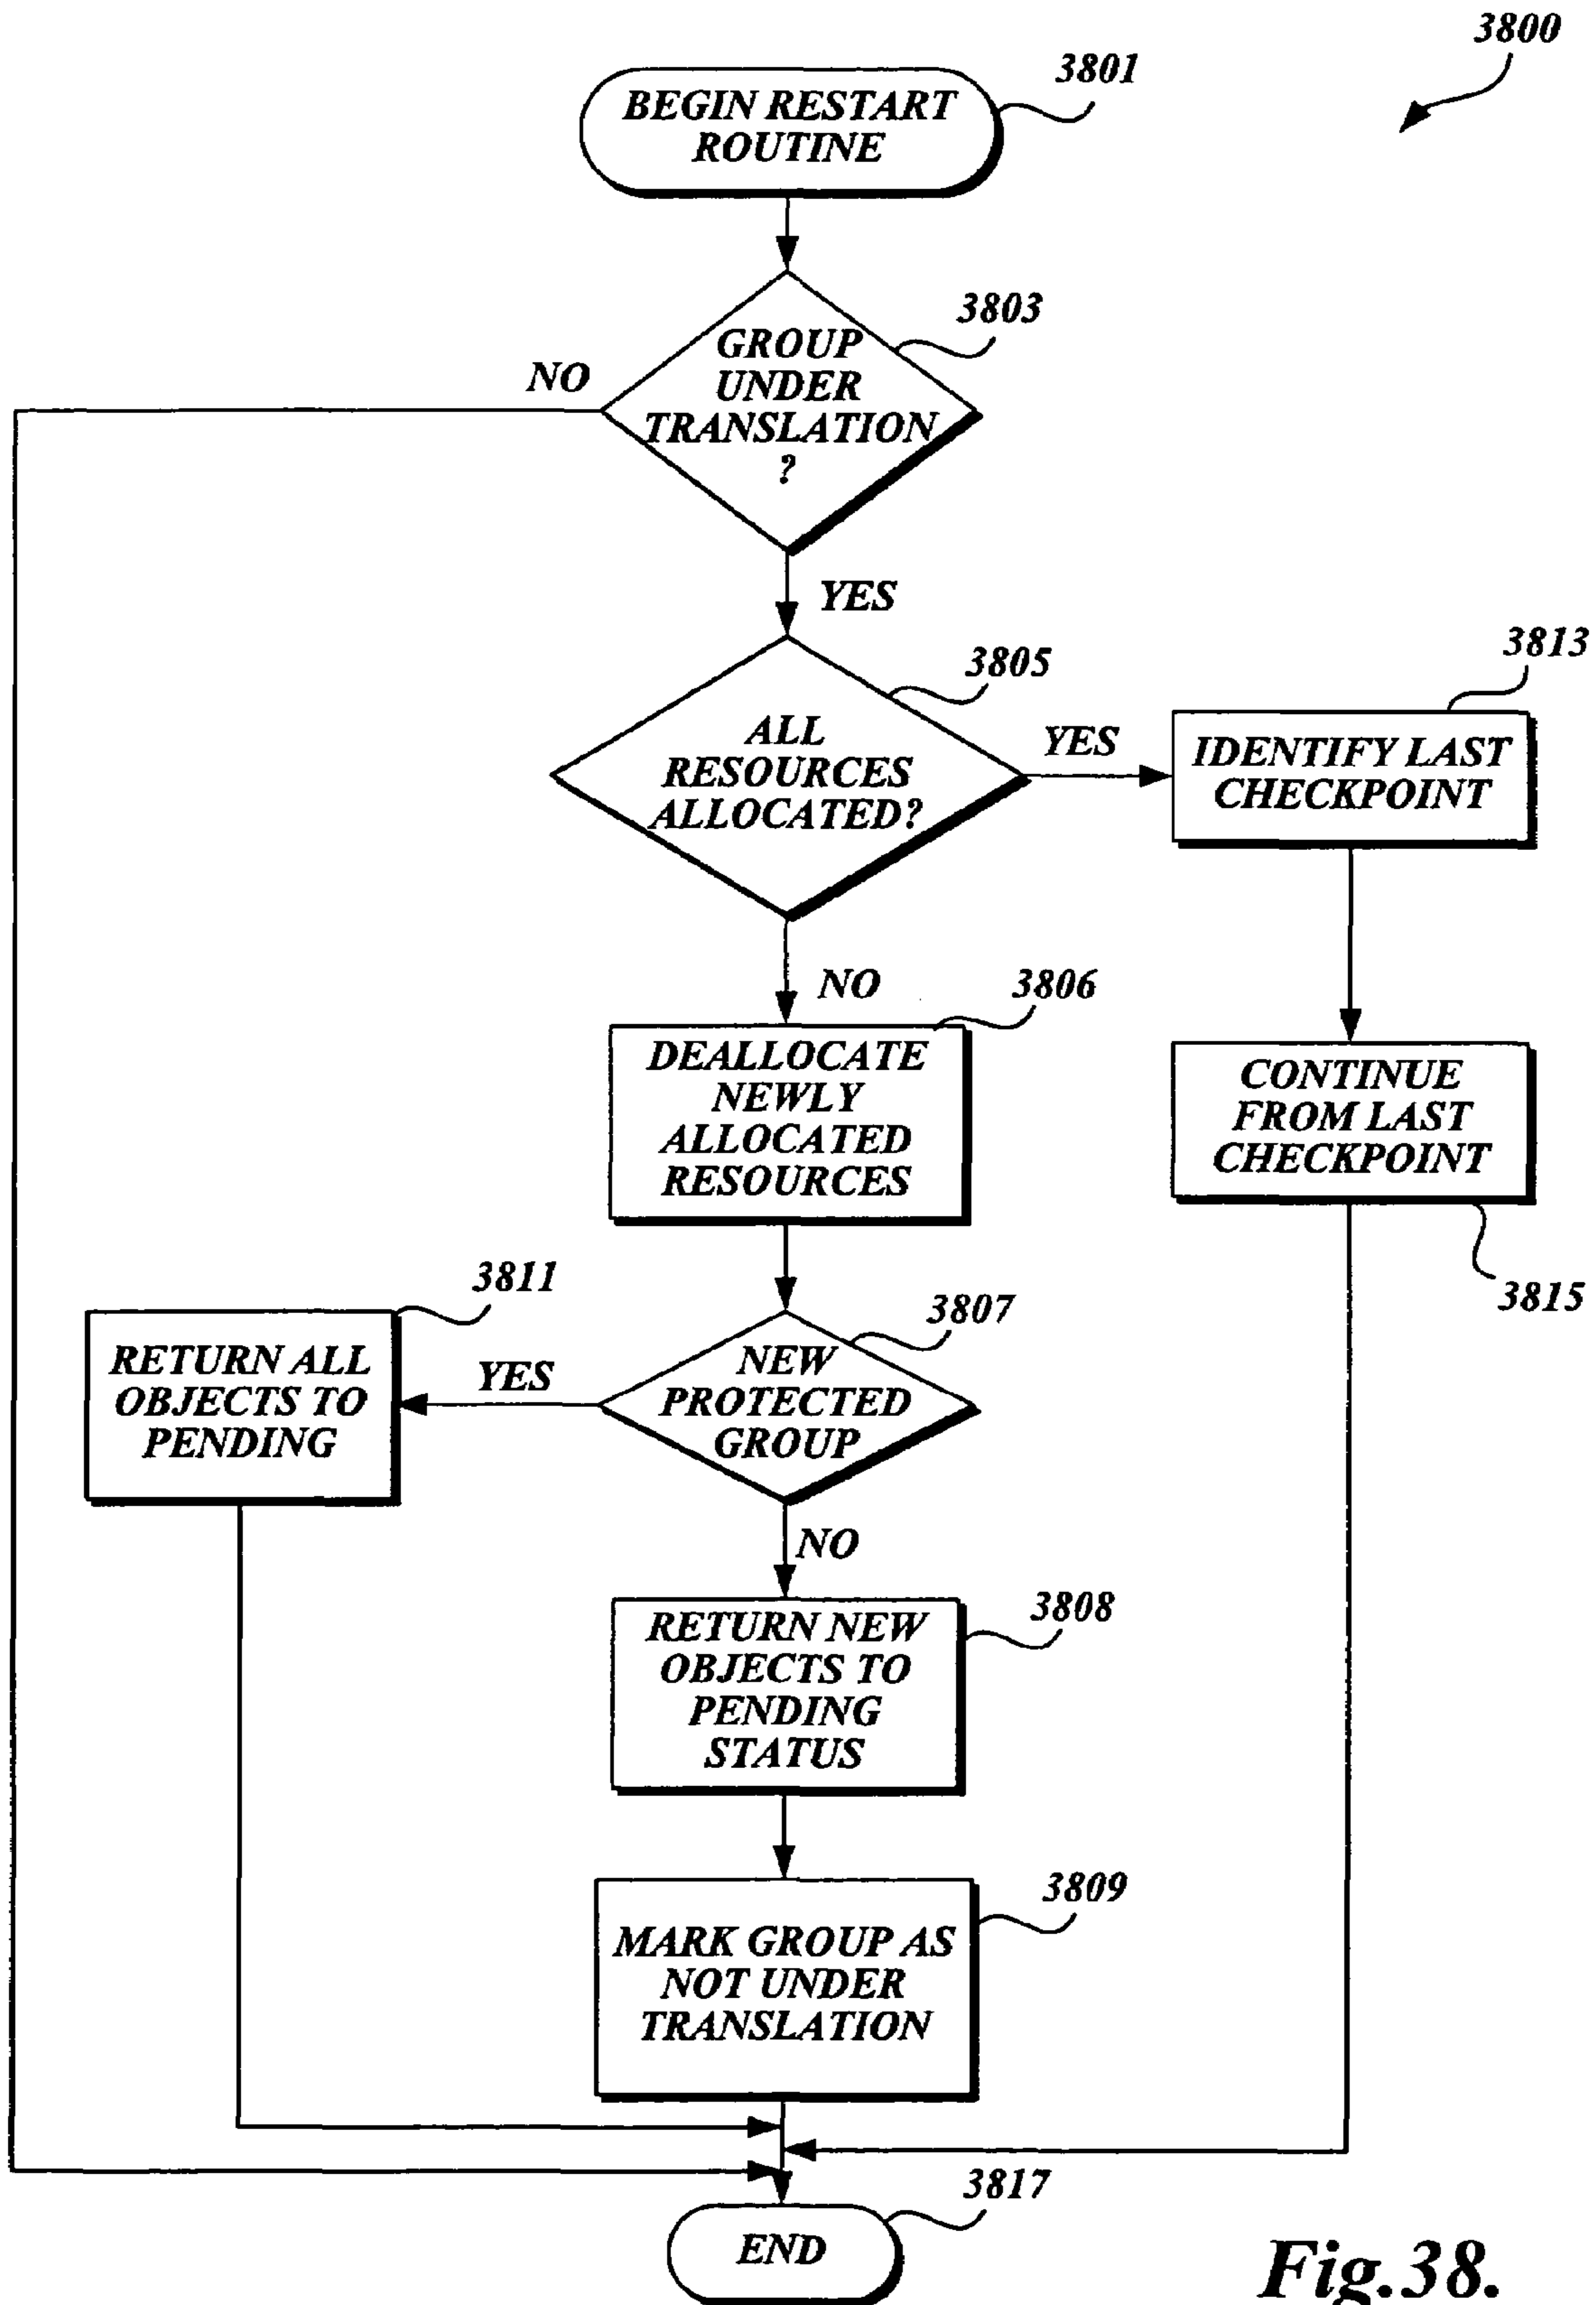 3800
3801
BEGIN RESTART
ROUTINE
3803
GROUP
UNDER
TRANSLATION
?
NO
YES
3805
ALL
RESOURCES
ALLOCATED?
YES
3813
IDENTIFY LAST
CHECKPOINT
NO
3806
DEALLOCATE
NEWLY
ALLOCATED
RESOURCES
CONTINUE
FROM LAST
CHECKPOINT
3815
3811
RETURN ALL
OBJECTS TO
PENDING
YES
3807
NEW
PROTECTED
GROUP
NO
3808
RETURN NEW
OBJECTS TO
PENDING
STATUS
3809
MARK GROUP AS
NOT UNDER
TRANSLATION
3817
END
Fig.38.